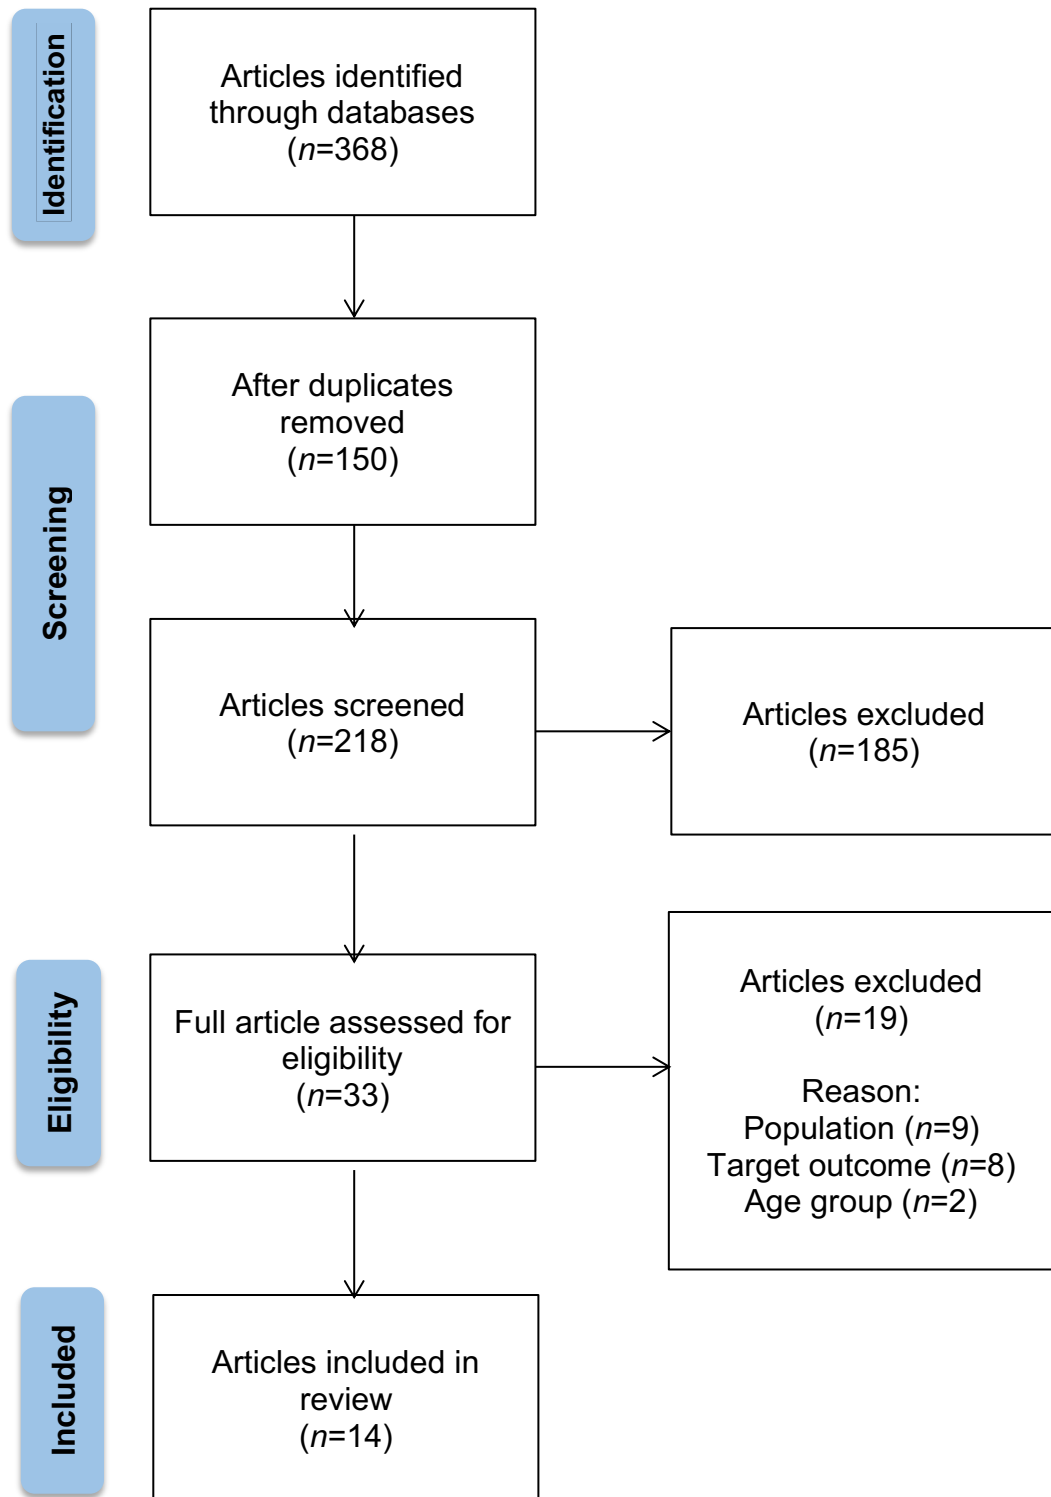 Identification
Articles identified
through databases
(n=368)
Screening
After duplicates
removed
(n=150)
Articles screened
(n=218)
Articles excluded
(n=185)
Eligibility
Full article assessed for
eligibility
(n=33)
Articles excluded
(n=19)
Reason:
Population (n=9)
Target outcome (n=8)
Age group (n=2)
Included
Articles included in
review
(n=14)